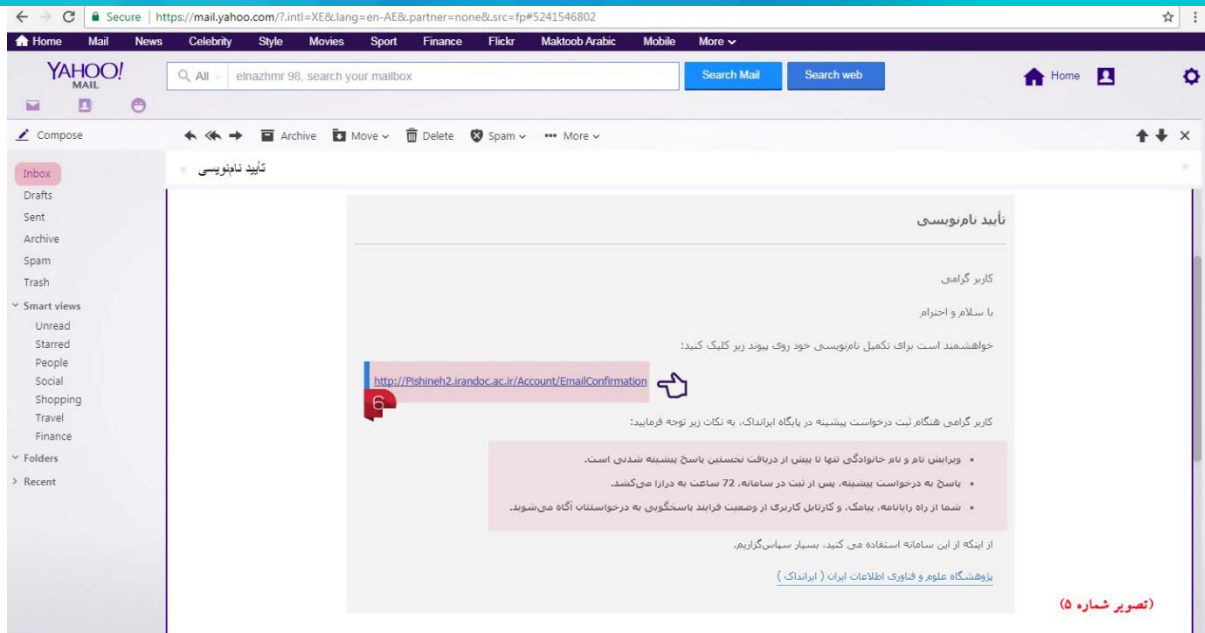 Secure | https://mail.yahoo.com/?.intl=XE&.lang=en-AE&.partner=none&.src=fp#5241546802
Home Mail News Celebrity Style Movies Sport Finance Flickr Maktoob Arabic Mobile More
YAHOO!
MAIL
All elnazhmr 98, search your mailbox
Search Mail
Search web
Home
Compose
Archive Move Delete Spam More
Inbox
Drafts
Sent
Archive
Spam
Trash
Smart views
Unread
Starred
People
Social
Shopping
Travel
Finance
Folders
Recent
تأیید نام‌نویسی
تأیید نام‌نویسی
کاربر گرامی
با سلام و احترام
خواهشمند است برای تکمیل نام‌نویسی خود روی پیوند زیر کلیک کنید:
http://Pishineh2.irandoc.ac.ir/Account/EmailConfirmation
6
کاربر گرامی هنگام ثبت درخواست پیشینه در پایگاه ایرانداک، به نکات زیر توجه فرمایید:
• ویرایش نام و نام خانوادگی تنها تا پیش از دریافت نخستین پاسخ پیشینه شدنی است.
• پاسخ به درخواست پیشینه، پس از ثبت در سامانه، 72 ساعت به درازا می‌کشد.
• شما از راه رایانامه، پیامک، و کارتابل کاربری از وضعیت فرایند پاسخگویی به درخواستتان آگاه می‌شوید.
از اینکه از این سامانه استفاده می کنید، بسیار سپاس‌گزاریم.
پژوهشگاه علوم و فناوری اطلاعات ایران ( ایرانداک )
(تصویر شماره ۵)